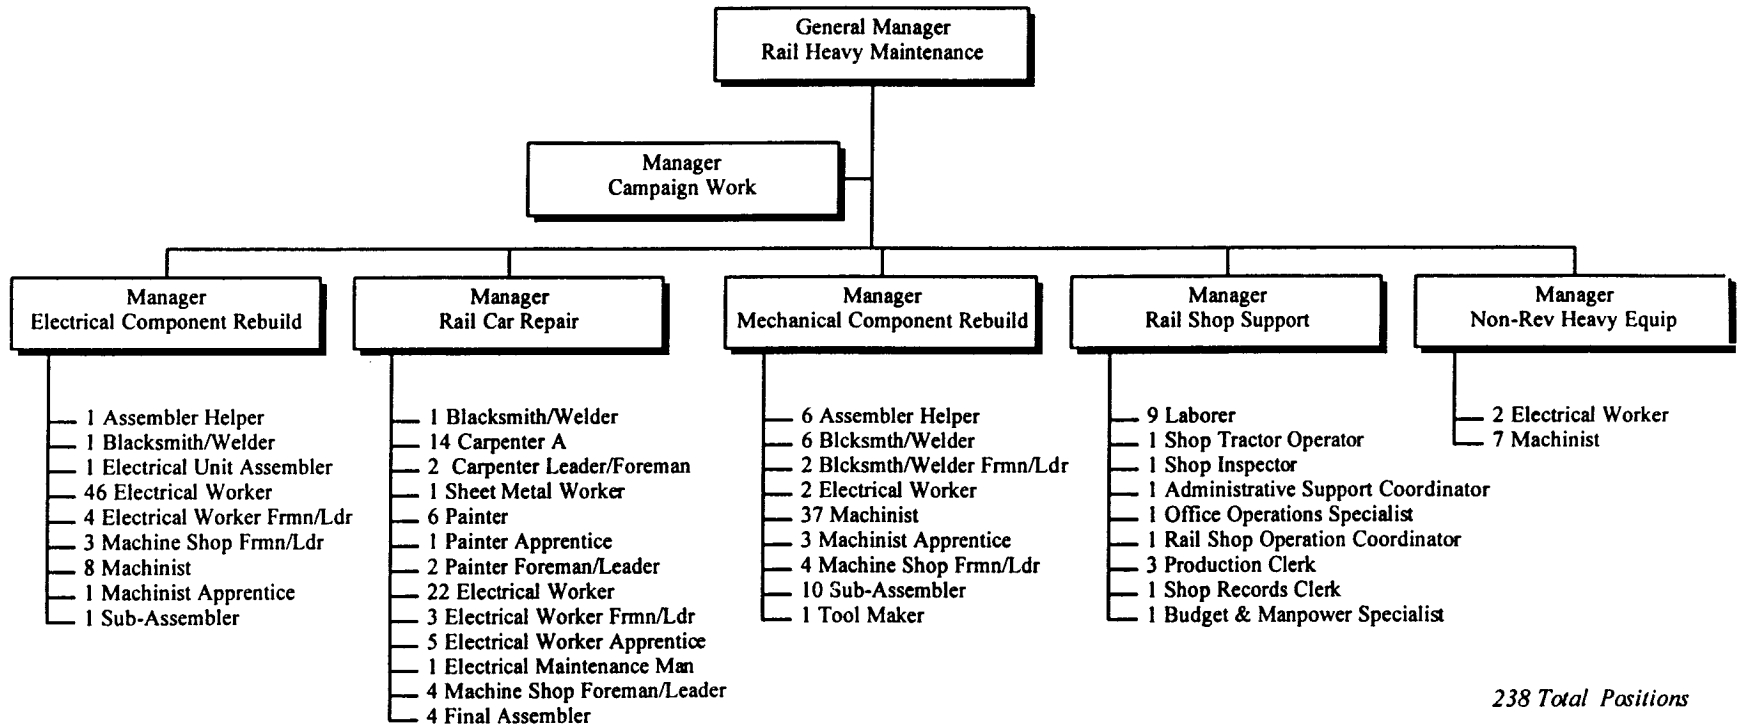 General Manager
Rail Heavy Maintenance
Manager
Campaign Work
Manager
Electrical Component Rebuild
1 Assembler Helper
1 Blacksmith/Welder
1 Electrical Unit Assembler
46 Electrical Worker
4 Electrical Worker Frmn/Ldr
3 Machine Shop Frmn/Ldr
8 Machinist
1 Machinist Apprentice
1 Sub-Assembler
Manager
Rail Car Repair
1 Blacksmith/Welder
14 Carpenter A
2 Carpenter Leader/Foreman
1 Sheet Metal Worker
6 Painter
1 Painter Apprentice
2 Painter Foreman/Leader
22 Electrical Worker
3 Electrical Worker Frmn/Ldr
5 Electrical Worker Apprentice
1 Electrical Maintenance Man
4 Machine Shop Foreman/Leader
4 Final Assembler
Manager
Mechanical Component Rebuild
6 Assembler Helper
6 Blcksmth/Welder
2 Blcksmth/Welder Frmn/Ldr
2 Electrical Worker
37 Machinist
3 Machinist Apprentice
4 Machine Shop Frmn/Ldr
10 Sub-Assembler
1 Tool Maker
Manager
Rail Shop Support
9 Laborer
1 Shop Tractor Operator
1 Shop Inspector
1 Administrative Support Coordinator
1 Office Operations Specialist
1 Rail Shop Operation Coordinator
3 Production Clerk
1 Shop Records Clerk
1 Budget & Manpower Specialist
Manager
Non-Rev Heavy Equip
2 Electrical Worker
7 Machinist
238 Total Positions